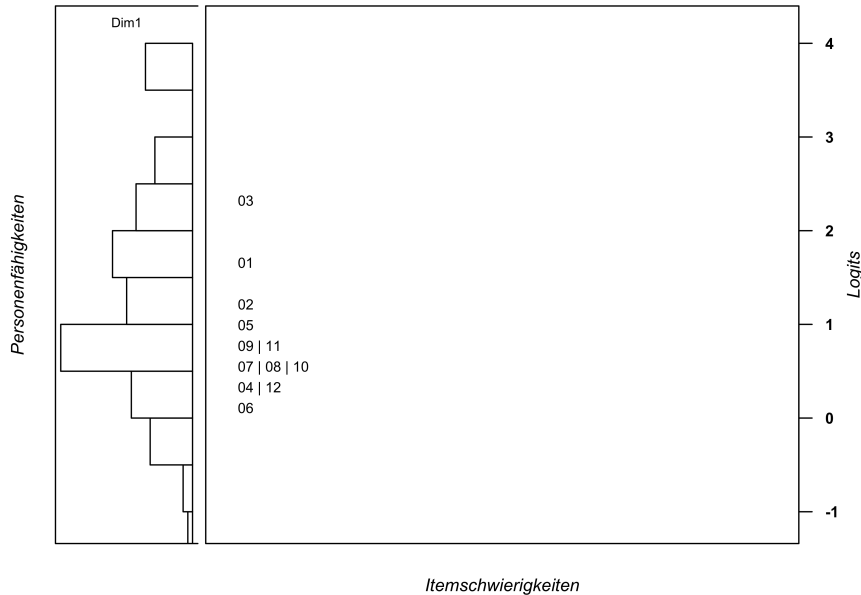 Dim1
Personenfähigkeiten
03
01
02
05
09 | 11
07 | 08 | 10
04 | 12
06
4
3
2
1
0
-1
Logits
Itemschwierigkeiten